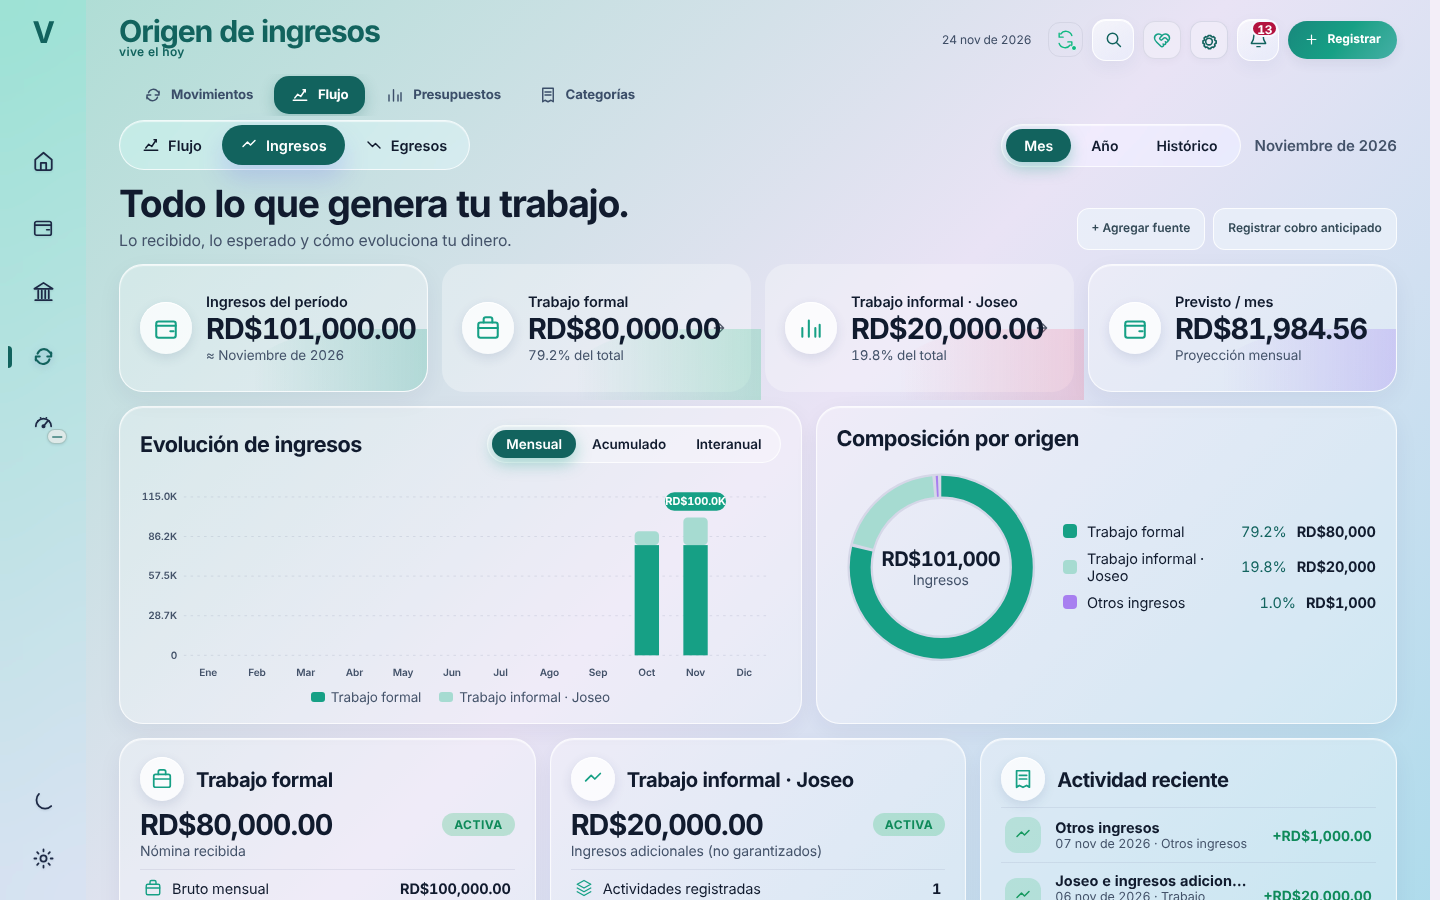 V
Origen de ingresos
vive el hoy
24 nov de 2026
13
+ Registrar
Movimientos
Flujo
Presupuestos
Categorías
Flujo
Ingresos
Egresos
Mes
Año
Histórico
Noviembre de 2026
Todo lo que genera tu trabajo.
Lo recibido, lo esperado y cómo evoluciona tu dinero.
+ Agregar fuente
Registrar cobro anticipado
Ingresos del período
RD$101,000.00
≈ Noviembre de 2026
Trabajo formal
RD$80,000.00
79.2% del total
Trabajo informal · Joseo
RD$20,000.00
19.8% del total
Previsto / mes
RD$81,984.56
Proyección mensual
Evolución de ingresos
Mensual
Acumulado
Interanual
115.0K
86.2K
57.5K
28.7K
0
RD$100.0K
Ene Feb Mar Abr May Jun Jul Ago Sep Oct Nov Dic
Trabajo formal
Trabajo informal · Joseo
Composición por origen
RD$101,000
Ingresos
Trabajo formal 79.2% RD$80,000
Trabajo informal ·
Joseo 19.8% RD$20,000
Otros ingresos 1.0% RD$1,000
Trabajo formal
RD$80,000.00
ACTIVA
Nómina recibida
Bruto mensual RD$100,000.00
Trabajo informal · Joseo
RD$20,000.00
ACTIVA
Ingresos adicionales (no garantizados)
Actividades registradas 1
Actividad reciente
Otros ingresos
07 nov de 2026 · Otros ingresos
+RD$1,000.00
Joseo e ingresos adicion...
06 nov de 2026 · Trabajo
+RD$20,000.00